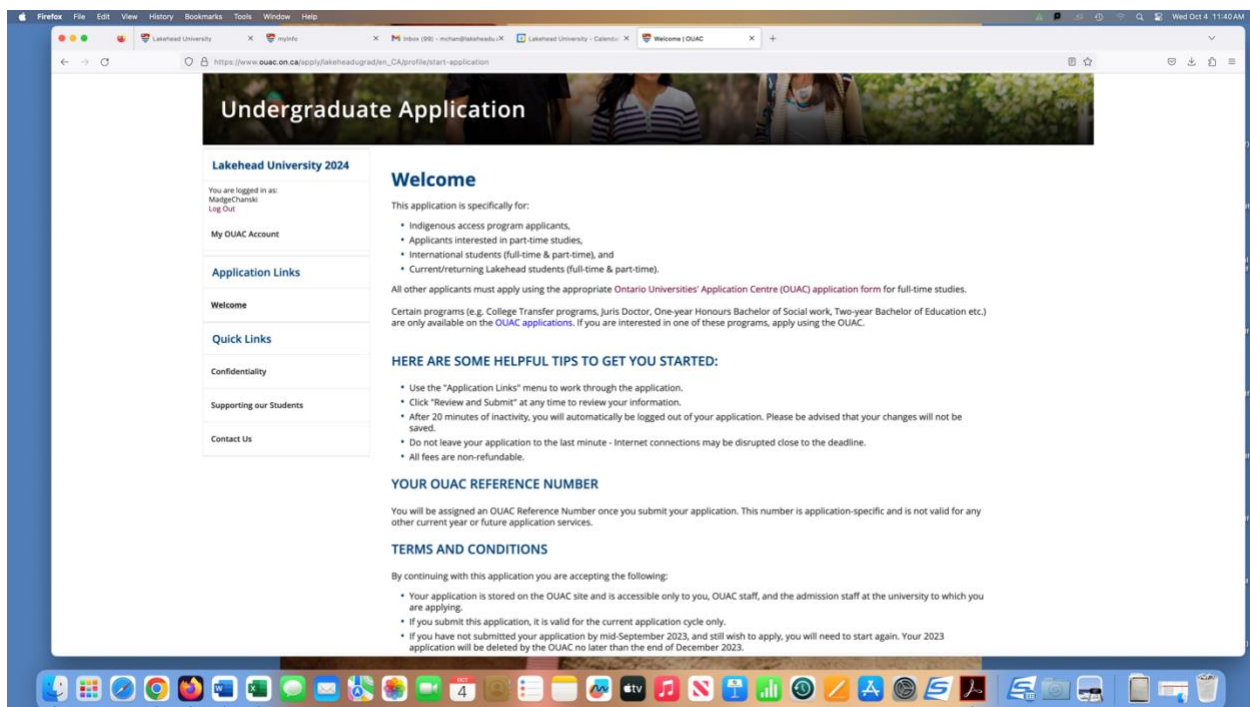 Firefox File Edit View History Bookmarks Tools Window Help
Wed Oct 4 11:40 AM
Lakehead University
myInfo
Lakehead University - Calendar
Welcome | OUAC
https://www.ouac.on.ca/apply/lakeheadugrad/en_CA/profile/start-application
Undergraduate Application
Lakehead University 2024
You are logged in as:
MadgeChanski
Log Out
My OUAC Account
Application Links
Welcome
Quick Links
Confidentiality
Supporting our Students
Contact Us
Welcome
This application is specifically for:
• Indigenous access program applicants,
• Applicants interested in part-time studies,
• International students (full-time & part-time), and
• Current/returning Lakehead students (full-time & part-time).
All other applicants must apply using the appropriate Ontario Universities' Application Centre (OUAC) application form for full-time studies.
Certain programs (e.g. College Transfer programs, Juris Doctor, One-year Honours Bachelor of Social work, Two-year Bachelor of Education etc.)
are only available on the OUAC applications. If you are interested in one of these programs, apply using the OUAC.
HERE ARE SOME HELPFUL TIPS TO GET YOU STARTED:
• Use the "Application Links" menu to work through the application.
• Click "Review and Submit" at any time to review your information.
• After 20 minutes of inactivity, you will automatically be logged out of your application. Please be advised that your changes will not be
saved.
• Do not leave your application to the last minute - Internet connections may be disrupted close to the deadline.
• All fees are non-refundable.
YOUR OUAC REFERENCE NUMBER
You will be assigned an OUAC Reference Number once you submit your application. This number is application-specific and is not valid for any
other current year or future application services.
TERMS AND CONDITIONS
By continuing with this application you are accepting the following:
• Your application is stored on the OUAC site and is accessible only to you, OUAC staff, and the admission staff at the university to which you
are applying.
• If you submit this application, it is valid for the current application cycle only.
• If you have not submitted your application by mid-September 2023, and still wish to apply, you will need to start again. Your 2023
application will be deleted by the OUAC no later than the end of December 2023.
OCT
4
tv